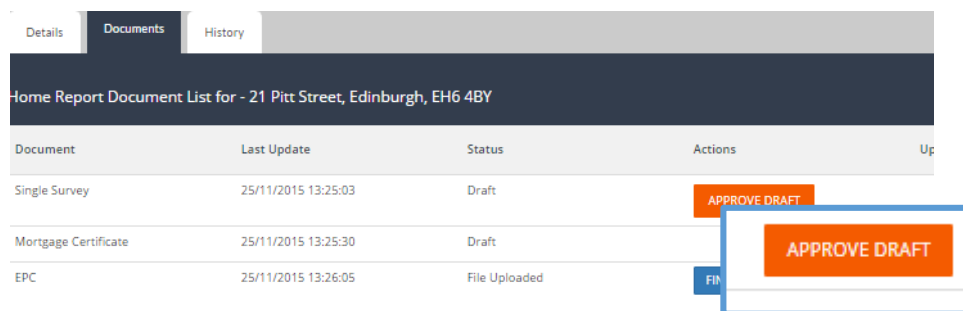 Details Documents History
Home Report Document List for - 21 Pitt Street, Edinburgh, EH6 4BY
Document Last Update Status Actions
Single Survey 25/11/2015 13:25:03 Draft APPROVE DRAFT
Mortgage Certificate 25/11/2015 13:25:30 Draft
APPROVE DRAFT
EPC 25/11/2015 13:26:05 File Uploaded